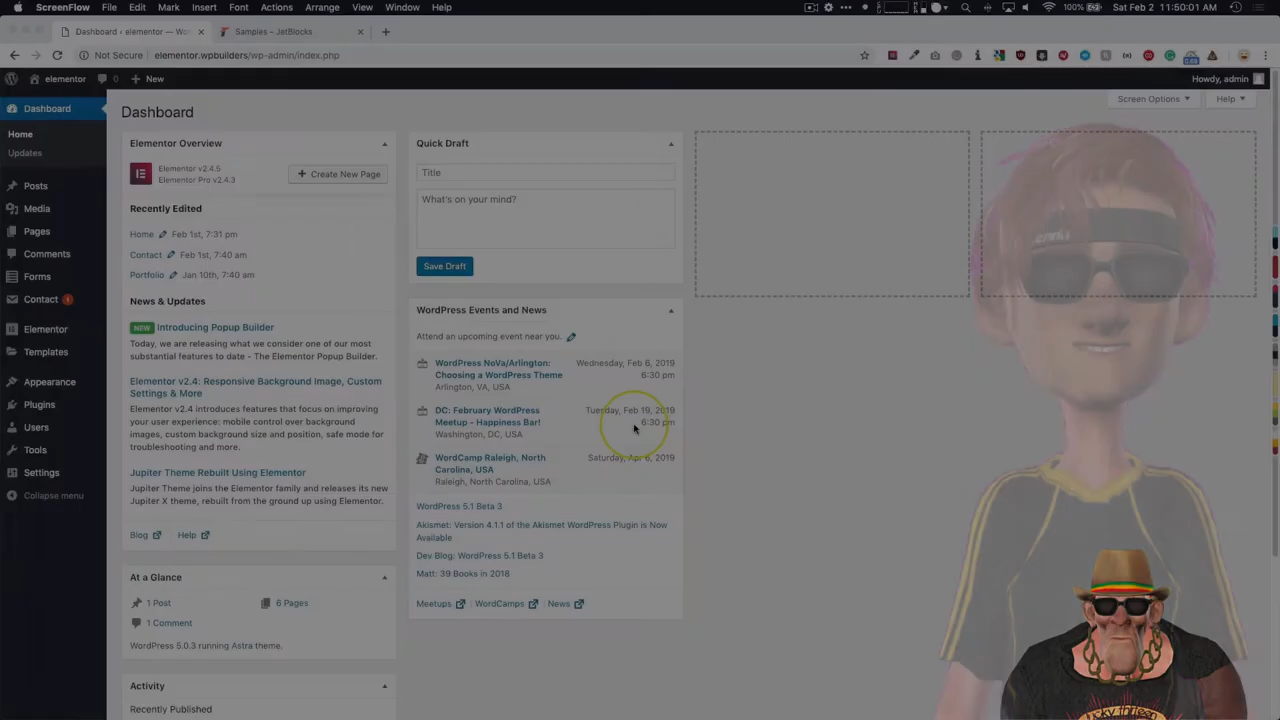 ScreenFlow File Edit Mark Insert Font Actions Arrange View Window Help 100% Sat Feb 2 11:50:01 AM
Dashboard ‹ elementor — Wor Samples – JetBlocks
Not Secure elementor.wpbuilders/wp-admin/index.php
elementor 0 New Howdy, admin
Screen Options Help
Dashboard
Home
Updates
Posts
Media
Pages
Comments
Forms
Contact 1
Elementor
Templates
Appearance
Plugins
Users
Tools
Settings
Collapse menu
Dashboard
Elementor Overview
Elementor v2.4.5
Elementor Pro v2.4.3
Create New Page
Recently Edited
Home Feb 1st, 7:31 pm
Contact Feb 1st, 7:40 am
Portfolio Jan 10th, 7:40 am
News & Updates
NEW Introducing Popup Builder
Today, we are releasing what we consider one of our
most substantial features to date - The Elementor Popup Builder.
Elementor v2.4: Responsive Background Image, Custom
Settings & More
Elementor v2.4 introduces features that focus on improving
your user experience: mobile control over background
images, custom background size and position, safe mode for
troubleshooting and more.
Jupiter Theme Rebuilt Using Elementor
Jupiter Theme joins the Elementor family and releases its new
Jupiter X theme, rebuilt from the ground up using Elementor.
Blog Help
At a Glance
1 Post 6 Pages
1 Comment
WordPress 5.0.3 running Astra theme.
Activity
Recently Published
Quick Draft
Title
What's on your mind?
Save Draft
WordPress Events and News
Attend an upcoming event near you.
WordPress NoVa/Arlington: Wednesday, Feb 6, 2019
Choosing a WordPress Theme 6:30 pm
Arlington, VA, USA
DC: February WordPress Tuesday, Feb 19, 2019
Meetup - Happiness Bar! 6:30 pm
Washington, DC, USA
WordCamp Raleigh, North Saturday, Apr 6, 2019
Carolina, USA
Raleigh, North Carolina, USA
WordPress 5.1 Beta 3
Akismet: Version 4.1.1 of the Akismet WordPress Plugin is Now
Available
Dev Blog: WordPress 5.1 Beta 3
Matt: 39 Books in 2018
Meetups WordCamps News